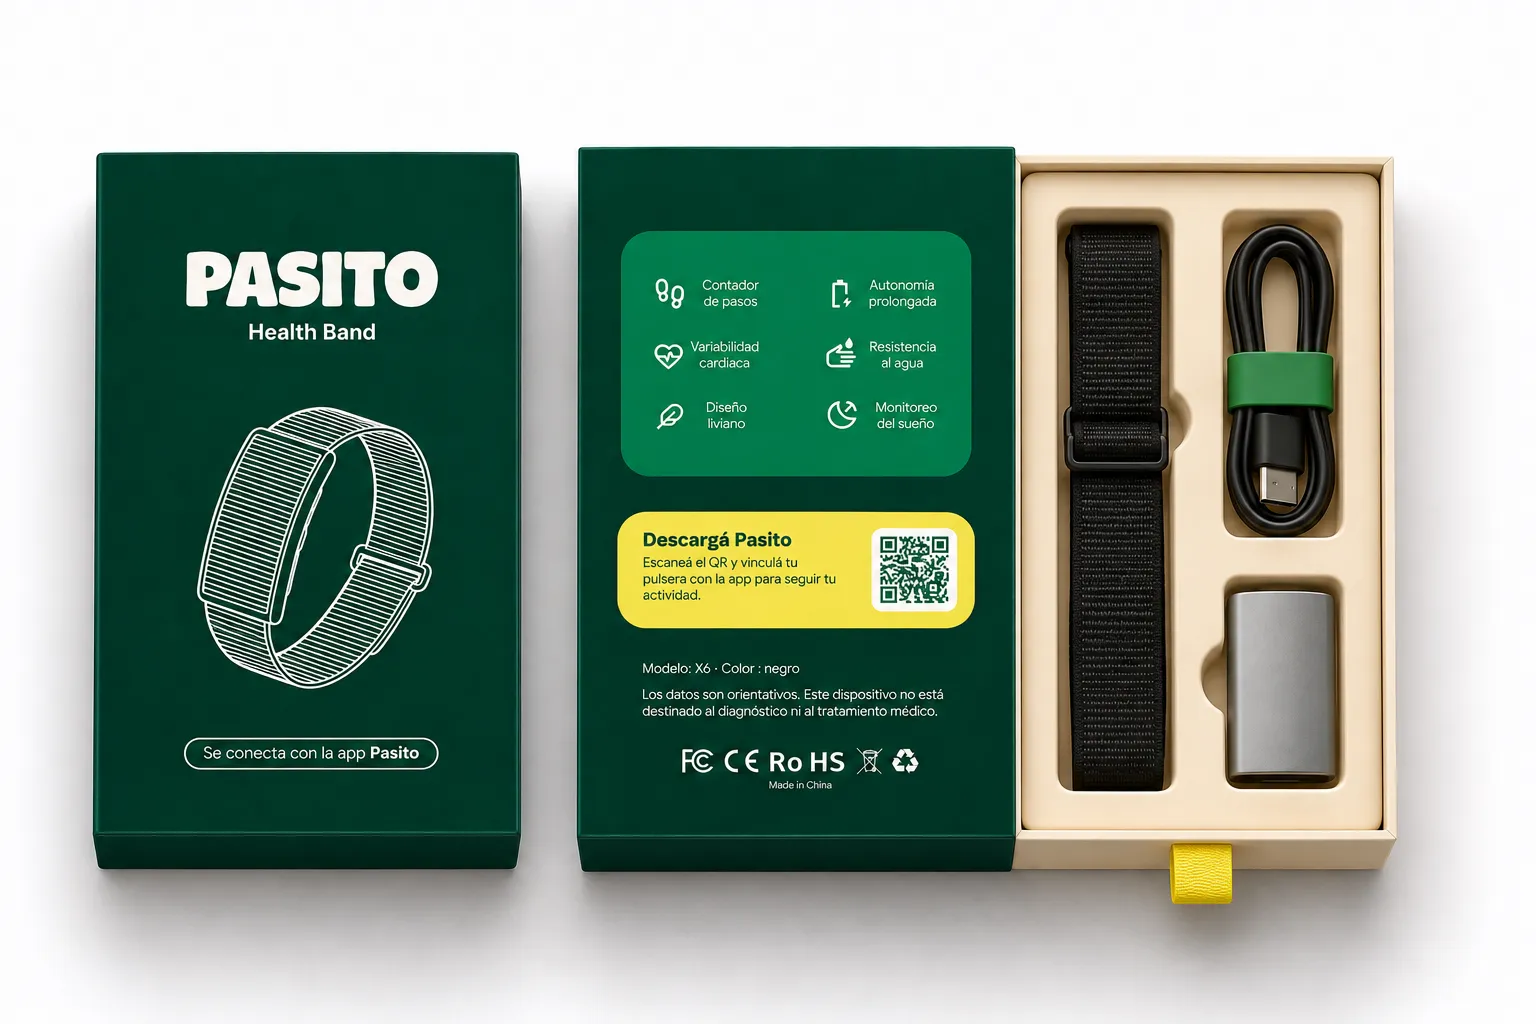 PASITO
Health Band
Se conecta con la app Pasito
Contador
de pasos
Autonomía
prolongada
Variabilidad
cardiaca
Resistencia
al agua
Diseño
liviano
Monitoreo
del sueño
Descargá Pasito
Escaneá el QR y vinculá tu
pulsera con la app para seguir tu
actividad.
Modelo: X6 · Color : negro
Los datos son orientativos. Este dispositivo no está
destinado al diagnóstico ni al tratamiento médico.
FC CE Ro HS
Made in China